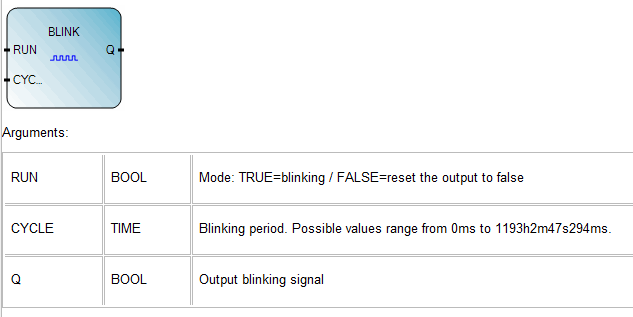 BLINK
RUN Q
CYC...
Arguments:
RUN BOOL Mode: TRUE=blinking / FALSE=reset the output to false
CYCLE TIME Blinking period. Possible values range from 0ms to 1193h2m47s294ms.
Q BOOL Output blinking signal